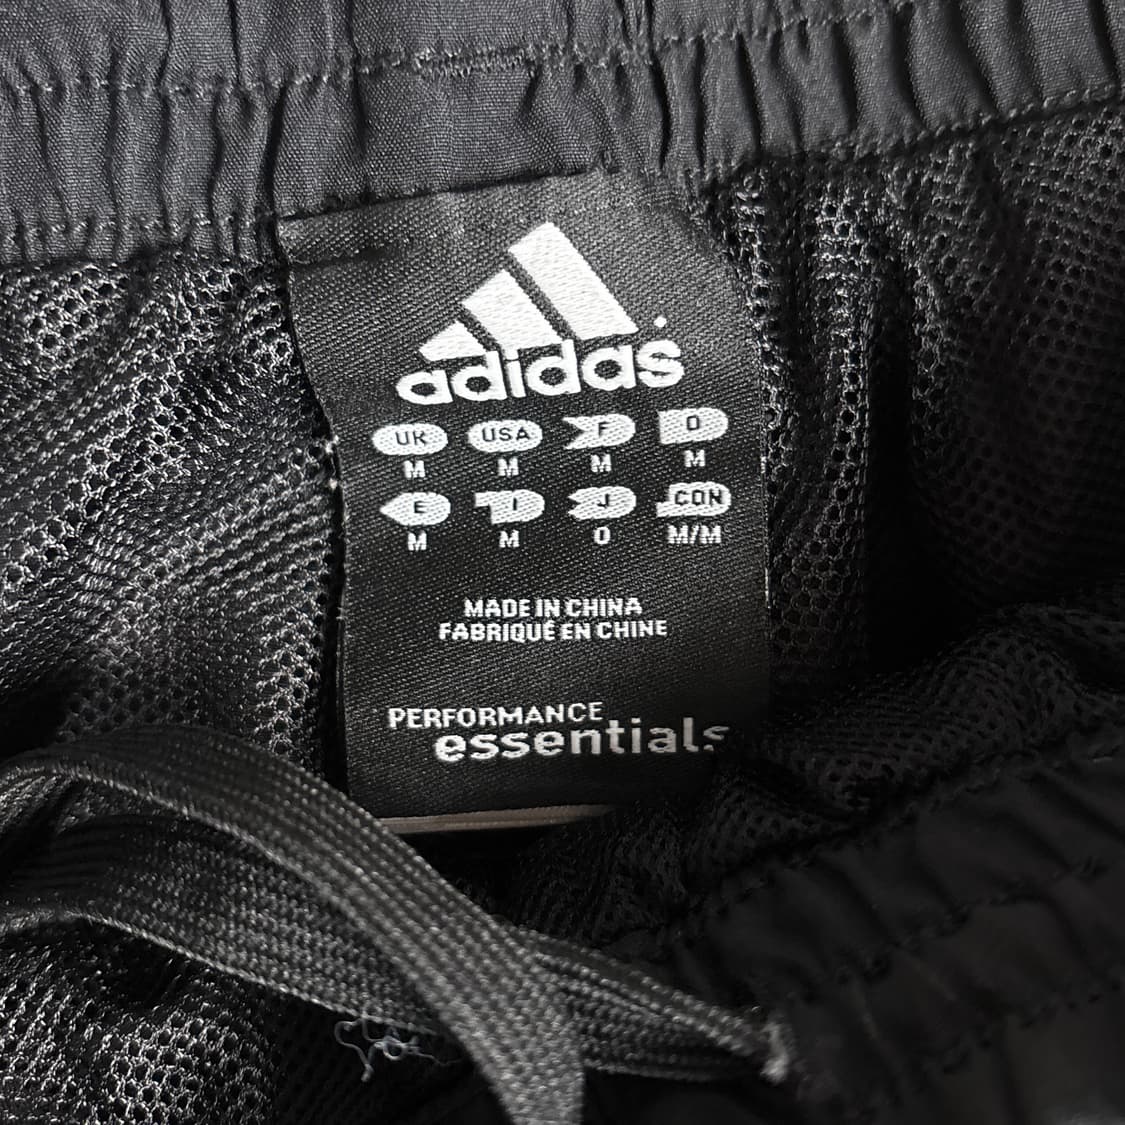 adidas
UK USA F D
M M M M
E I J CON
M M O M/M
MADE IN CHINA
FABRIQUÉ EN CHINE
PERFORMANCE
essentials